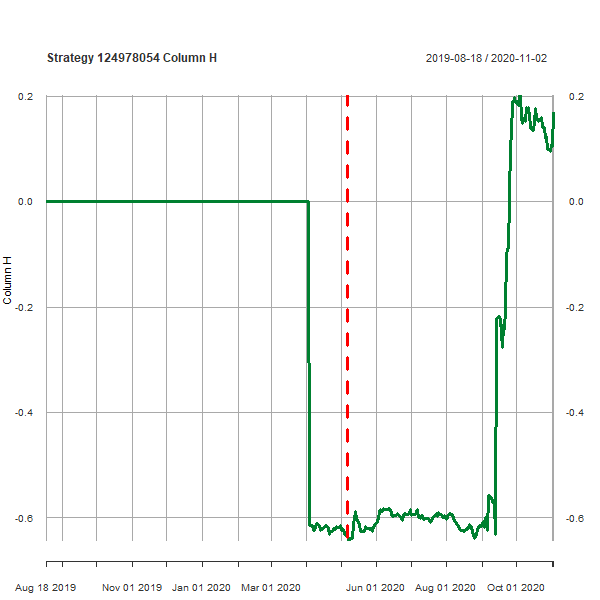 Strategy 124978054 Column H
2019-08-18 / 2020-11-02
0.2 0.2
0.0 0.0
Column H
-0.2 -0.2
-0.4 -0.4
-0.6 -0.6
Aug 18 2019 Nov 01 2019 Jan 01 2020 Mar 01 2020 Jun 01 2020 Aug 01 2020 Oct 01 2020